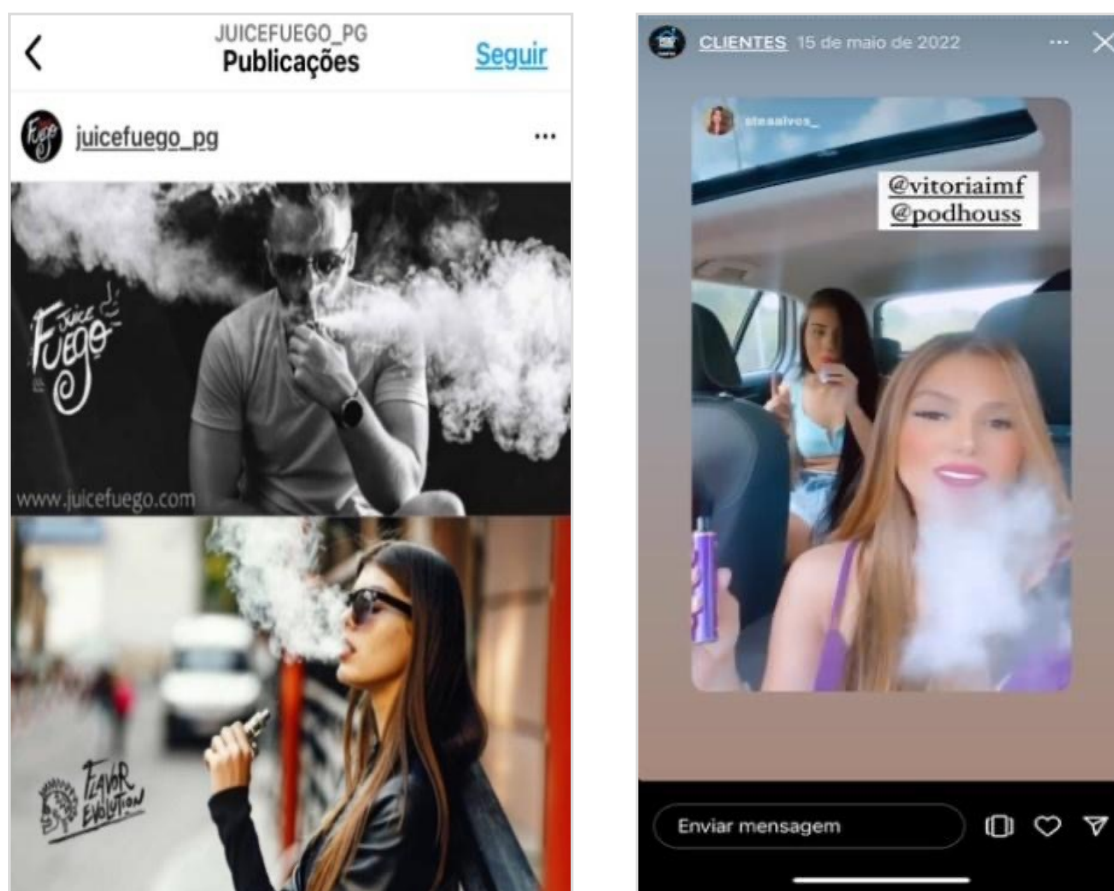 JUICEFUEGO_PG
Publicações
Seguir
juicefuego_pg
JUICE
FUEGO
www.juicefuego.com
FLAVOR
EVOLUTION
CLIENTES 15 de maio de 2022
@vitoriaimf
@podhouss
Enviar mensagem